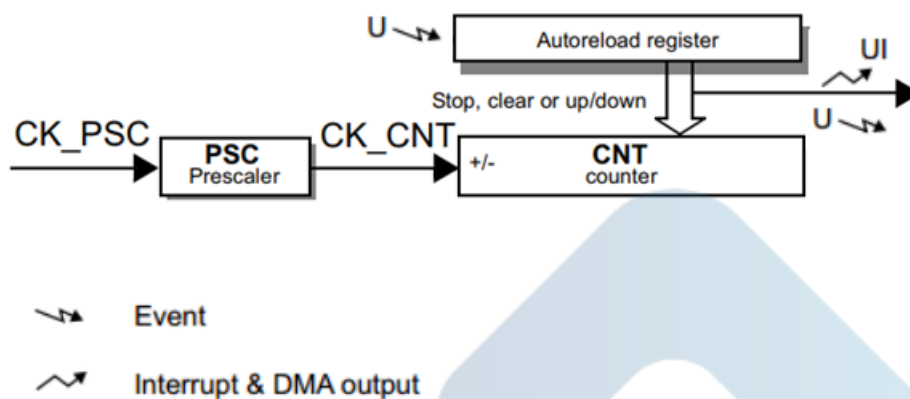 U
Autoreload register
UI
Stop, clear or up/down
U
CK_PSC
PSC
Prescaler
CK_CNT
+/-
CNT
counter
Event
Interrupt & DMA output